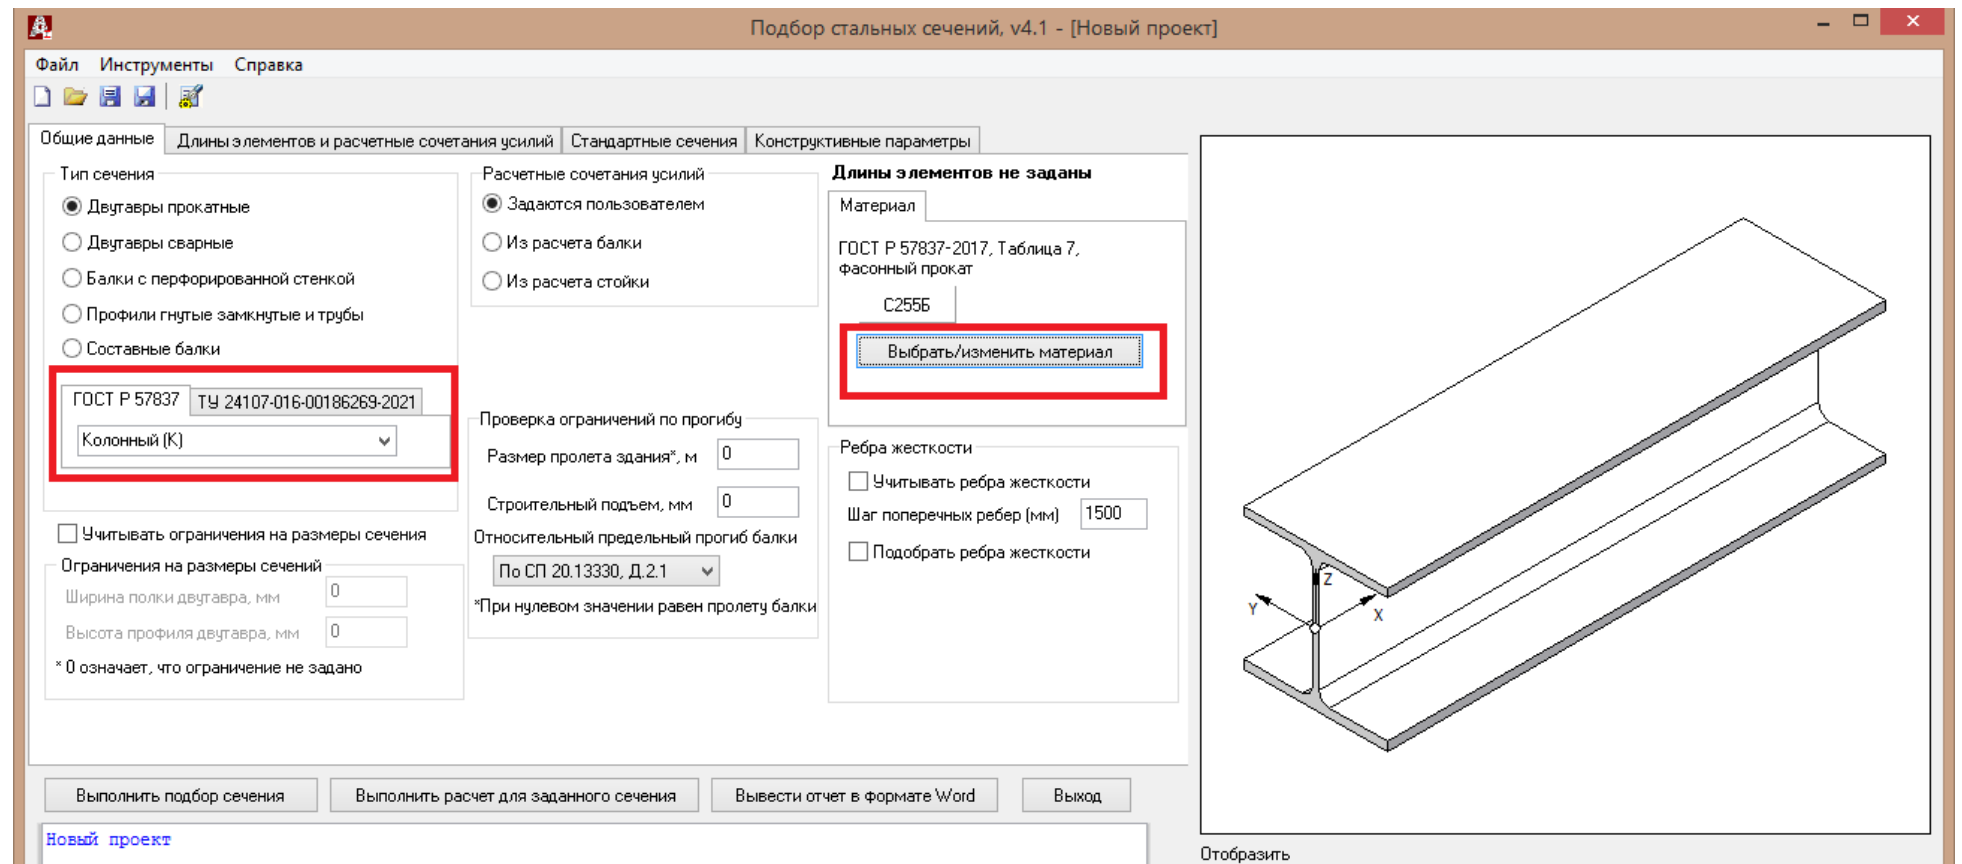 Подбор стальных сечений, v4.1 - [Новый проект]
Файл Инструменты Справка
Общие данные Длины элементов и расчетные сочетания усилий Стандартные сечения Конструктивные параметры
Тип сечения
Двутавры прокатные
Двутавры сварные
Балки с перфорированной стенкой
Профили гнутые замкнутые и трубы
Составные балки
ГОСТ Р 57837 ТУ 24107-016-00186269-2021
Колонный (К)
Учитывать ограничения на размеры сечения
Ограничения на размеры сечений
Ширина полки двутавра, мм 0
Высота профиля двутавра, мм 0
* 0 означает, что ограничение не задано
Расчетные сочетания усилий
Задаются пользователем
Из расчета балки
Из расчета стойки
Проверка ограничений по прогибу
Размер пролета здания*, м 0
Строительный подъем, мм 0
Относительный предельный прогиб балки
По СП 20.13330, Д.2.1
*При нулевом значении равен пролету балки
Длины элементов не заданы
Материал
ГОСТ Р 57837-2017, Таблица 7,
фасонный прокат
С255Б
Выбрать/изменить материал
Ребра жесткости
Учитывать ребра жесткости
Шаг поперечных ребер (мм) 1500
Подобрать ребра жесткости
Z
Y
X
Выполнить подбор сечения Выполнить расчет для заданного сечения Вывести отчет в формате Word Выход
Новый проект
Отобразить